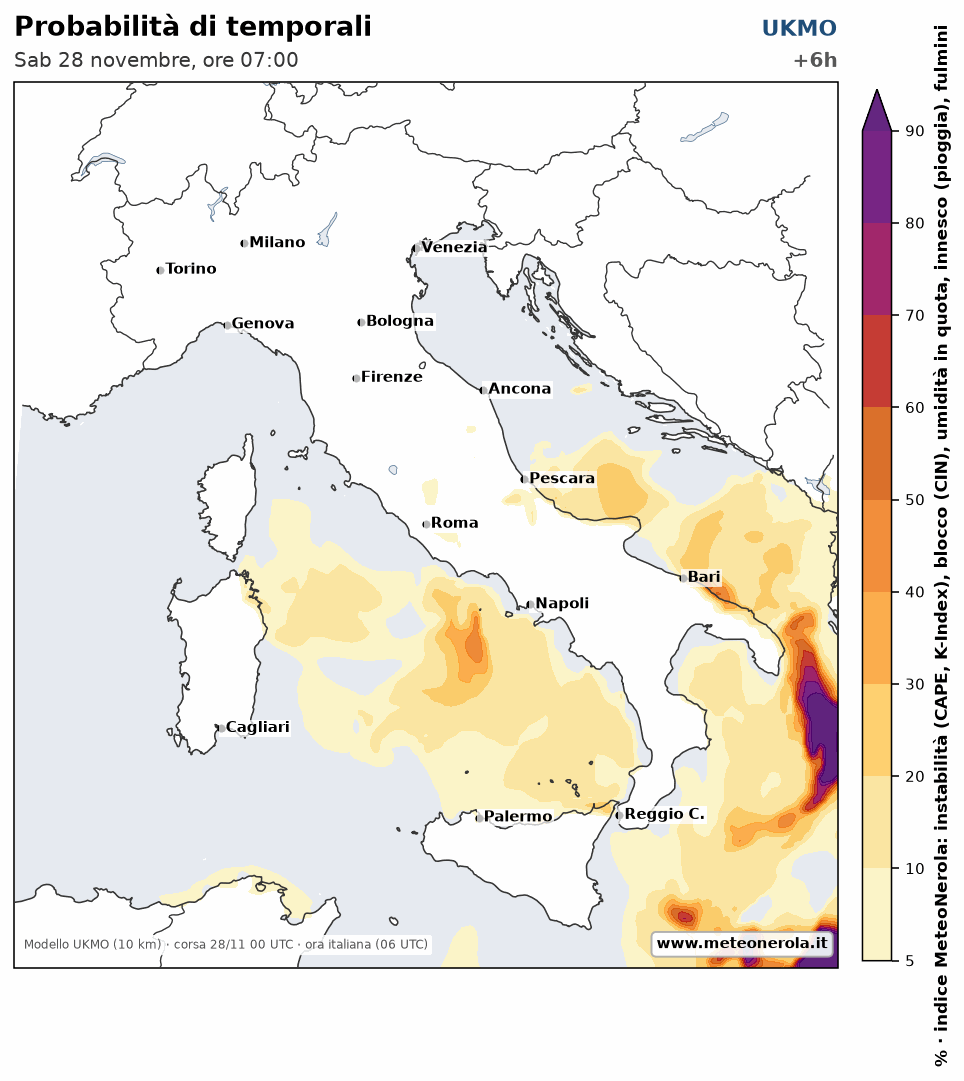 Probabilità di temporali
UKMO
Sab 28 novembre, ore 07:00
+6h
Milano
Venezia
Torino
Genova
Bologna
Firenze
Ancona
Pescara
Roma
Bari
Napoli
Cagliari
Palermo
Reggio C.
Modello UKMO (10 km) · corsa 28/11 00 UTC · ora italiana (06 UTC)
www.meteonerola.it
90
80
70
60
50
40
30
20
10
5
% · indice MeteoNerola: instabilità (CAPE, K-Index), blocco (CIN), umidità in quota, innesco (pioggia), fulmini